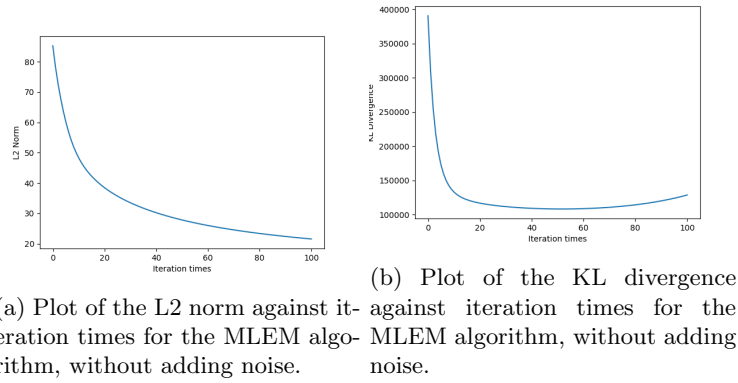 80
70
60
50
40
30
20
L2 Norm
0 20 40 60 80 100
Iteration times
(a) Plot of the L2 norm against it-
eration times for the MLEM algo-
rithm, without adding noise.
400000
350000
300000
250000
200000
150000
100000
KL Divergence
0 20 40 60 80 100
Iteration times
(b) Plot of the KL divergence
against iteration times for the
MLEM algorithm, without adding
noise.